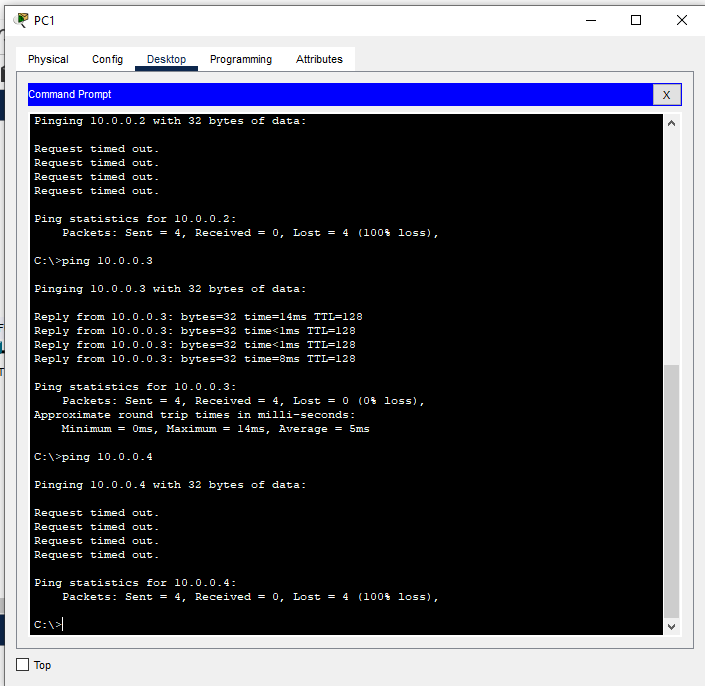 PC1
Physical Config Desktop Programming Attributes
Command Prompt
X
Pinging 10.0.0.2 with 32 bytes of data:
Request timed out.
Request timed out.
Request timed out.
Request timed out.
Ping statistics for 10.0.0.2:
Packets: Sent = 4, Received = 0, Lost = 4 (100% loss),
C:\>ping 10.0.0.3
Pinging 10.0.0.3 with 32 bytes of data:
Reply from 10.0.0.3: bytes=32 time=14ms TTL=128
Reply from 10.0.0.3: bytes=32 time<1ms TTL=128
Reply from 10.0.0.3: bytes=32 time<1ms TTL=128
Reply from 10.0.0.3: bytes=32 time=8ms TTL=128
Ping statistics for 10.0.0.3:
Packets: Sent = 4, Received = 4, Lost = 0 (0% loss),
Approximate round trip times in milli-seconds:
Minimum = 0ms, Maximum = 14ms, Average = 5ms
C:\>ping 10.0.0.4
Pinging 10.0.0.4 with 32 bytes of data:
Request timed out.
Request timed out.
Request timed out.
Request timed out.
Ping statistics for 10.0.0.4:
Packets: Sent = 4, Received = 0, Lost = 4 (100% loss),
C:\>
Top